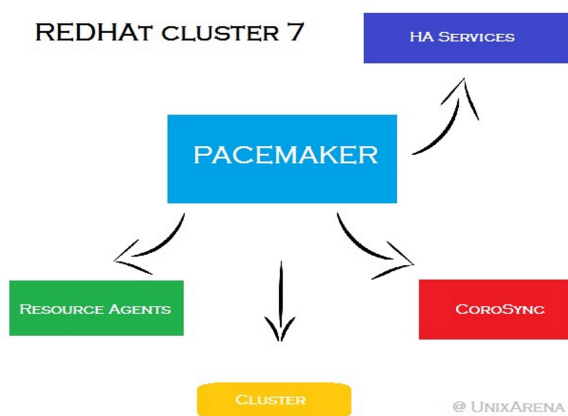 REDHAt cluster 7
HA Services
PACEMAKER
Resource Agents
CoroSync
Cluster
@ UnixArena